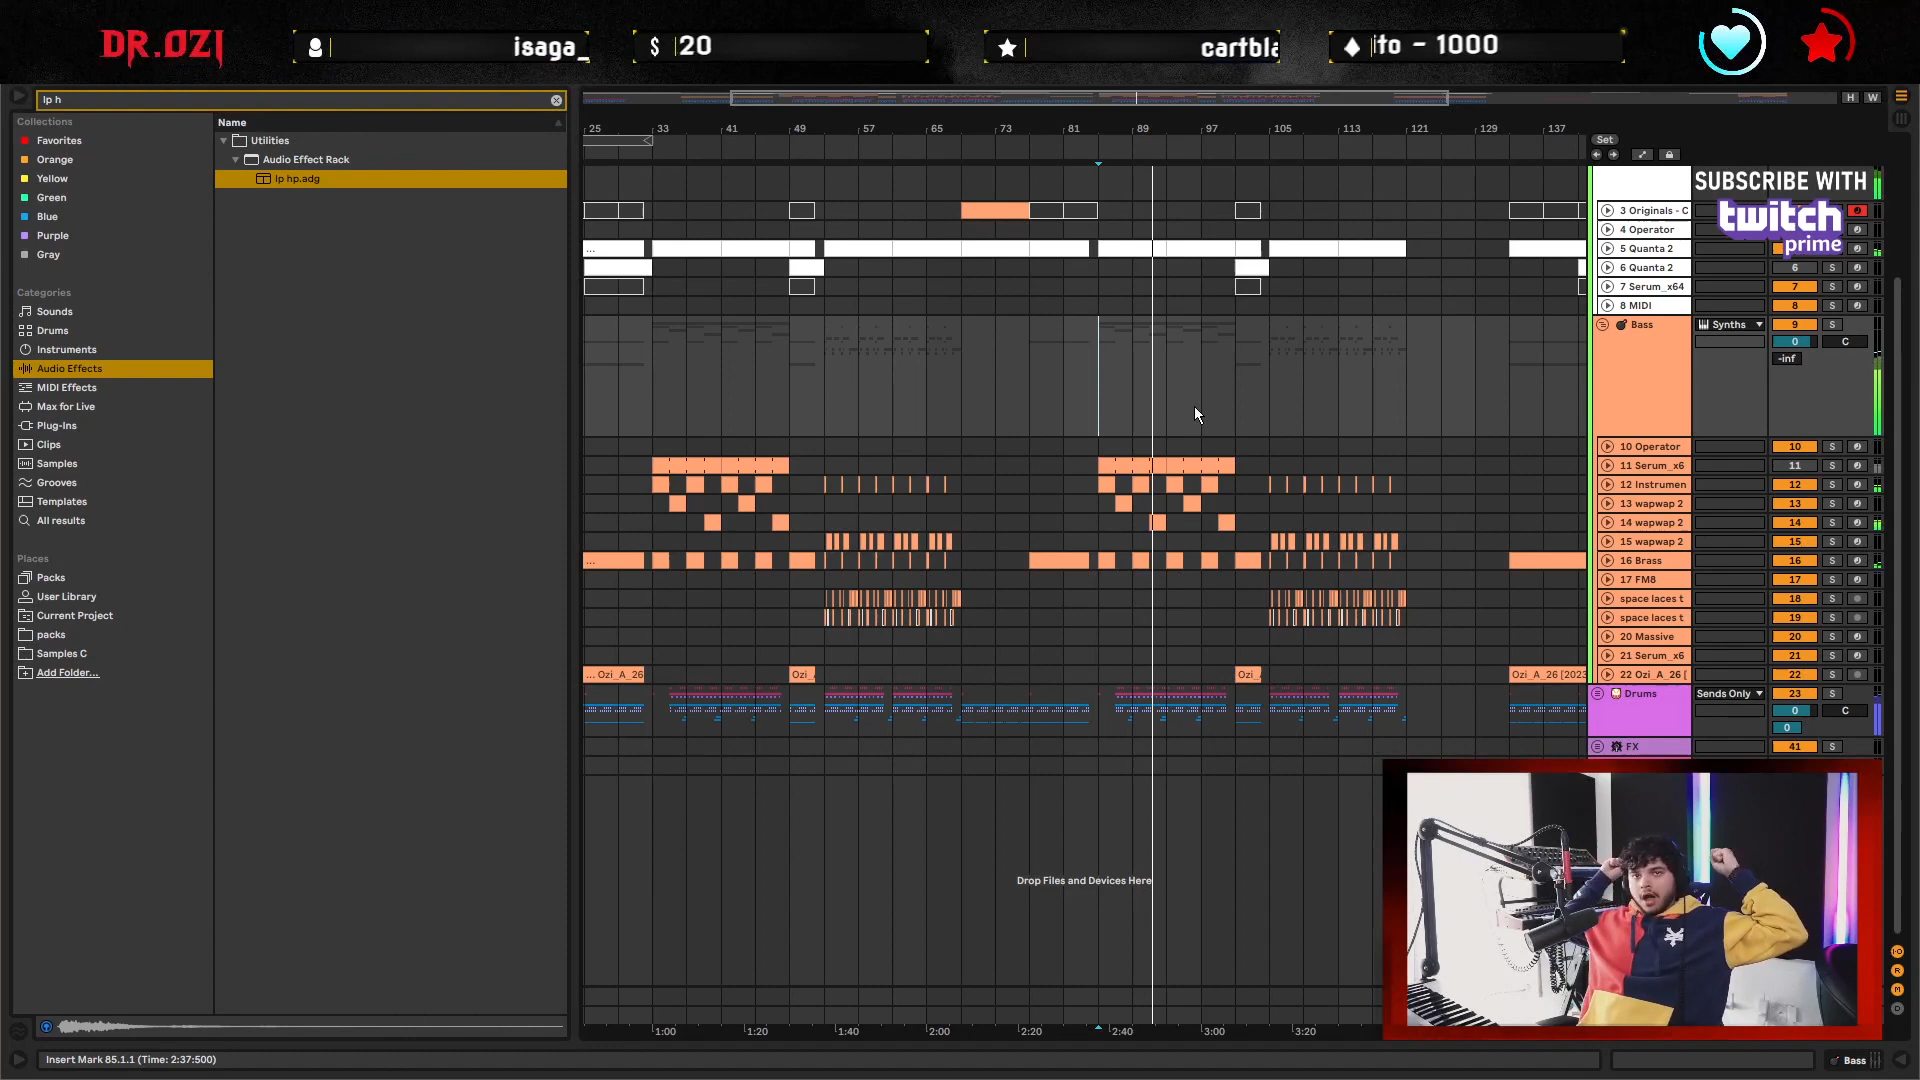 DR.OZI
isaga_
$ 20
cartbla
ito - 1000
lp h
H W
Collections
Favorites
Orange
Yellow
Green
Blue
Purple
Gray
Categories
Sounds
Drums
Instruments
Audio Effects
MIDI Effects
Max for Live
Plug-Ins
Clips
Samples
Grooves
Templates
All results
Places
Packs
User Library
Current Project
packs
Samples C
Add Folder...
Name
Utilities
Audio Effect Rack
lp hp.adg
25 33 41 49 57 65 73 81 89 97 105 113 121 129 137
Set
SUBSCRIBE WITH
twitch
prime
3 Originals - C
4 Operator
5 Quanta 2
6 Quanta 2 6 S
7 Serum_x64 7 S
8 MIDI 8 S
Bass Synths 9 S
0 C
-inf
10 Operator 10 S
11 Serum_x6 11 S
12 Instrumen 12 S
13 wapwap 2 13 S
14 wapwap 2 14 S
15 wapwap 2 15 S
16 Brass 16 S
17 FM8 17 S
space laces t 18 S
space laces t 19 S
20 Massive 20 S
21 Serum_x6 21 S
... Ozi_A_26 Ozi_ Ozi_ Ozi_A_26 [2023 22 Ozi_A_26 [ 22 S
Drums Sends Only 23 S
0 C
0
FX 41 S
Drop Files and Devices Here
1:00 1:20 1:40 2:00 2:20 2:40 3:00 3:20
Insert Mark 85.1.1 (Time: 2:37:500)
Bass